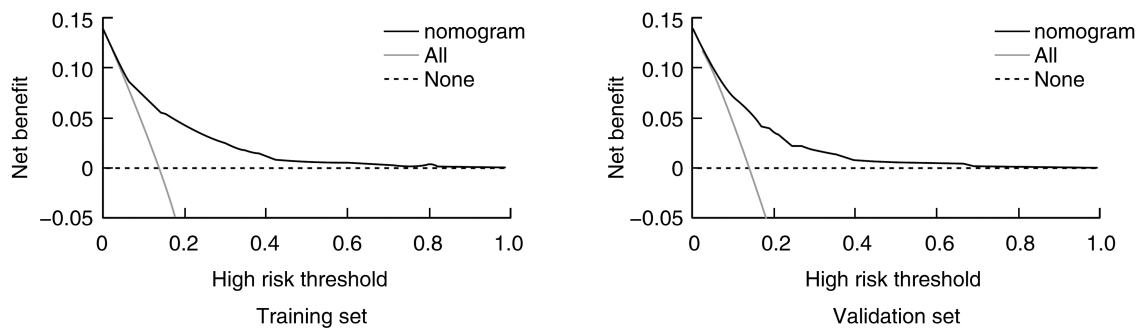 0.15
0.10
0.05
0
−0.05
Net benefit
nomogram
All
None
0 0.2 0.4 0.6 0.8 1.0
High risk threshold
Training set
0.15
0.10
0.05
0
−0.05
Net benefit
nomogram
All
None
0 0.2 0.4 0.6 0.8 1.0
High risk threshold
Validation set